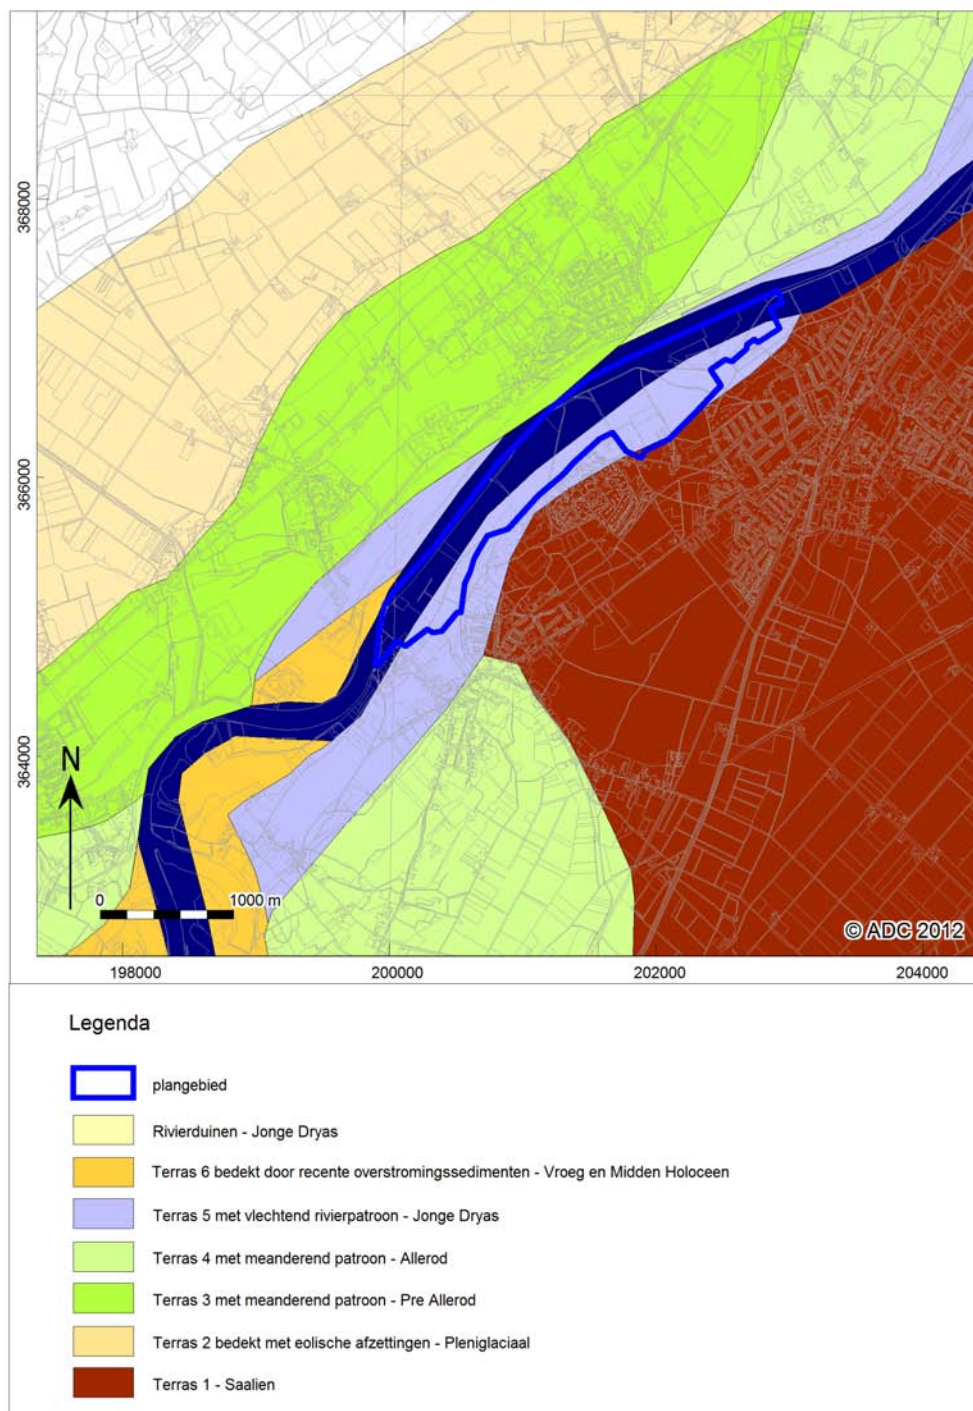 368000
366000
364000
N
0 1000 m
© ADC 2012
198000 200000 202000 204000
Legenda
plangebied
Rivierduinen - Jonge Dryas
Terras 6 bedekt door recente overstromingssedimenten - Vroeg en Midden Holoceen
Terras 5 met vlechtend rivierpatroon - Jonge Dryas
Terras 4 met meanderend patroon - Allerod
Terras 3 met meanderend patroon - Pre Allerod
Terras 2 bedekt met eolische afzettingen - Pleniglaciaal
Terras 1 - Saalien